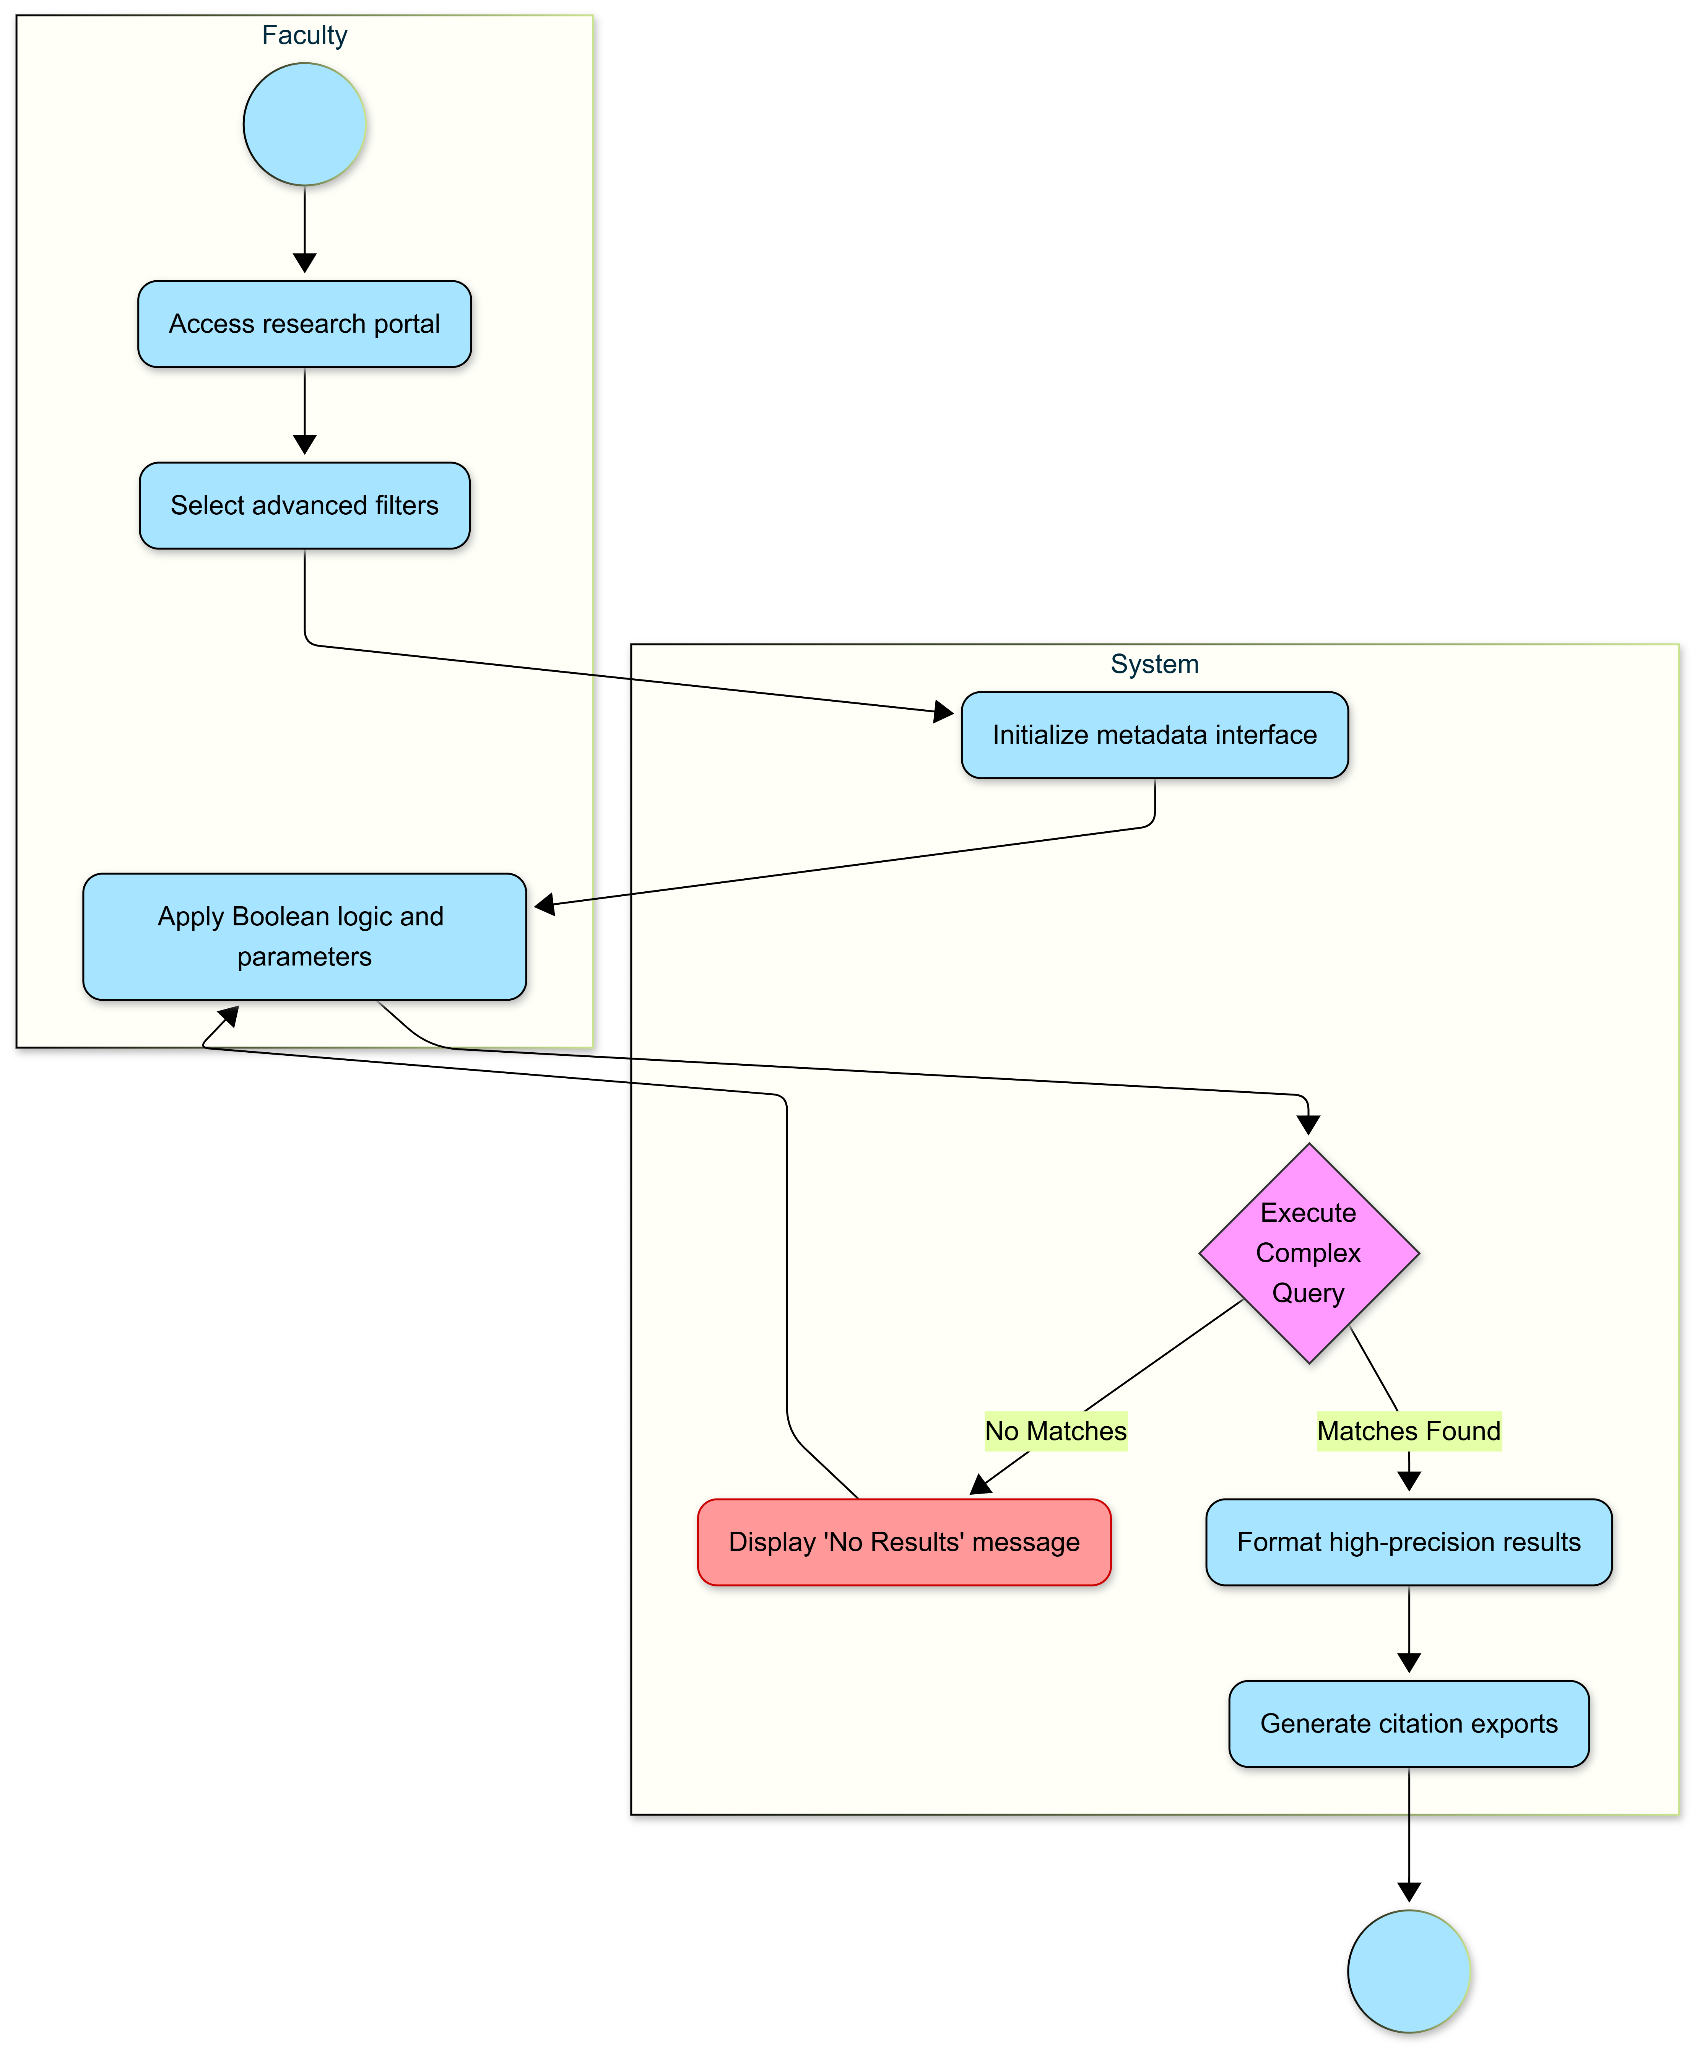 Faculty
Access research portal
Select advanced filters
System
Initialize metadata interface
Apply Boolean logic and
parameters
Execute
Complex
Query
No Matches
Matches Found
Display 'No Results' message
Format high-precision results
Generate citation exports